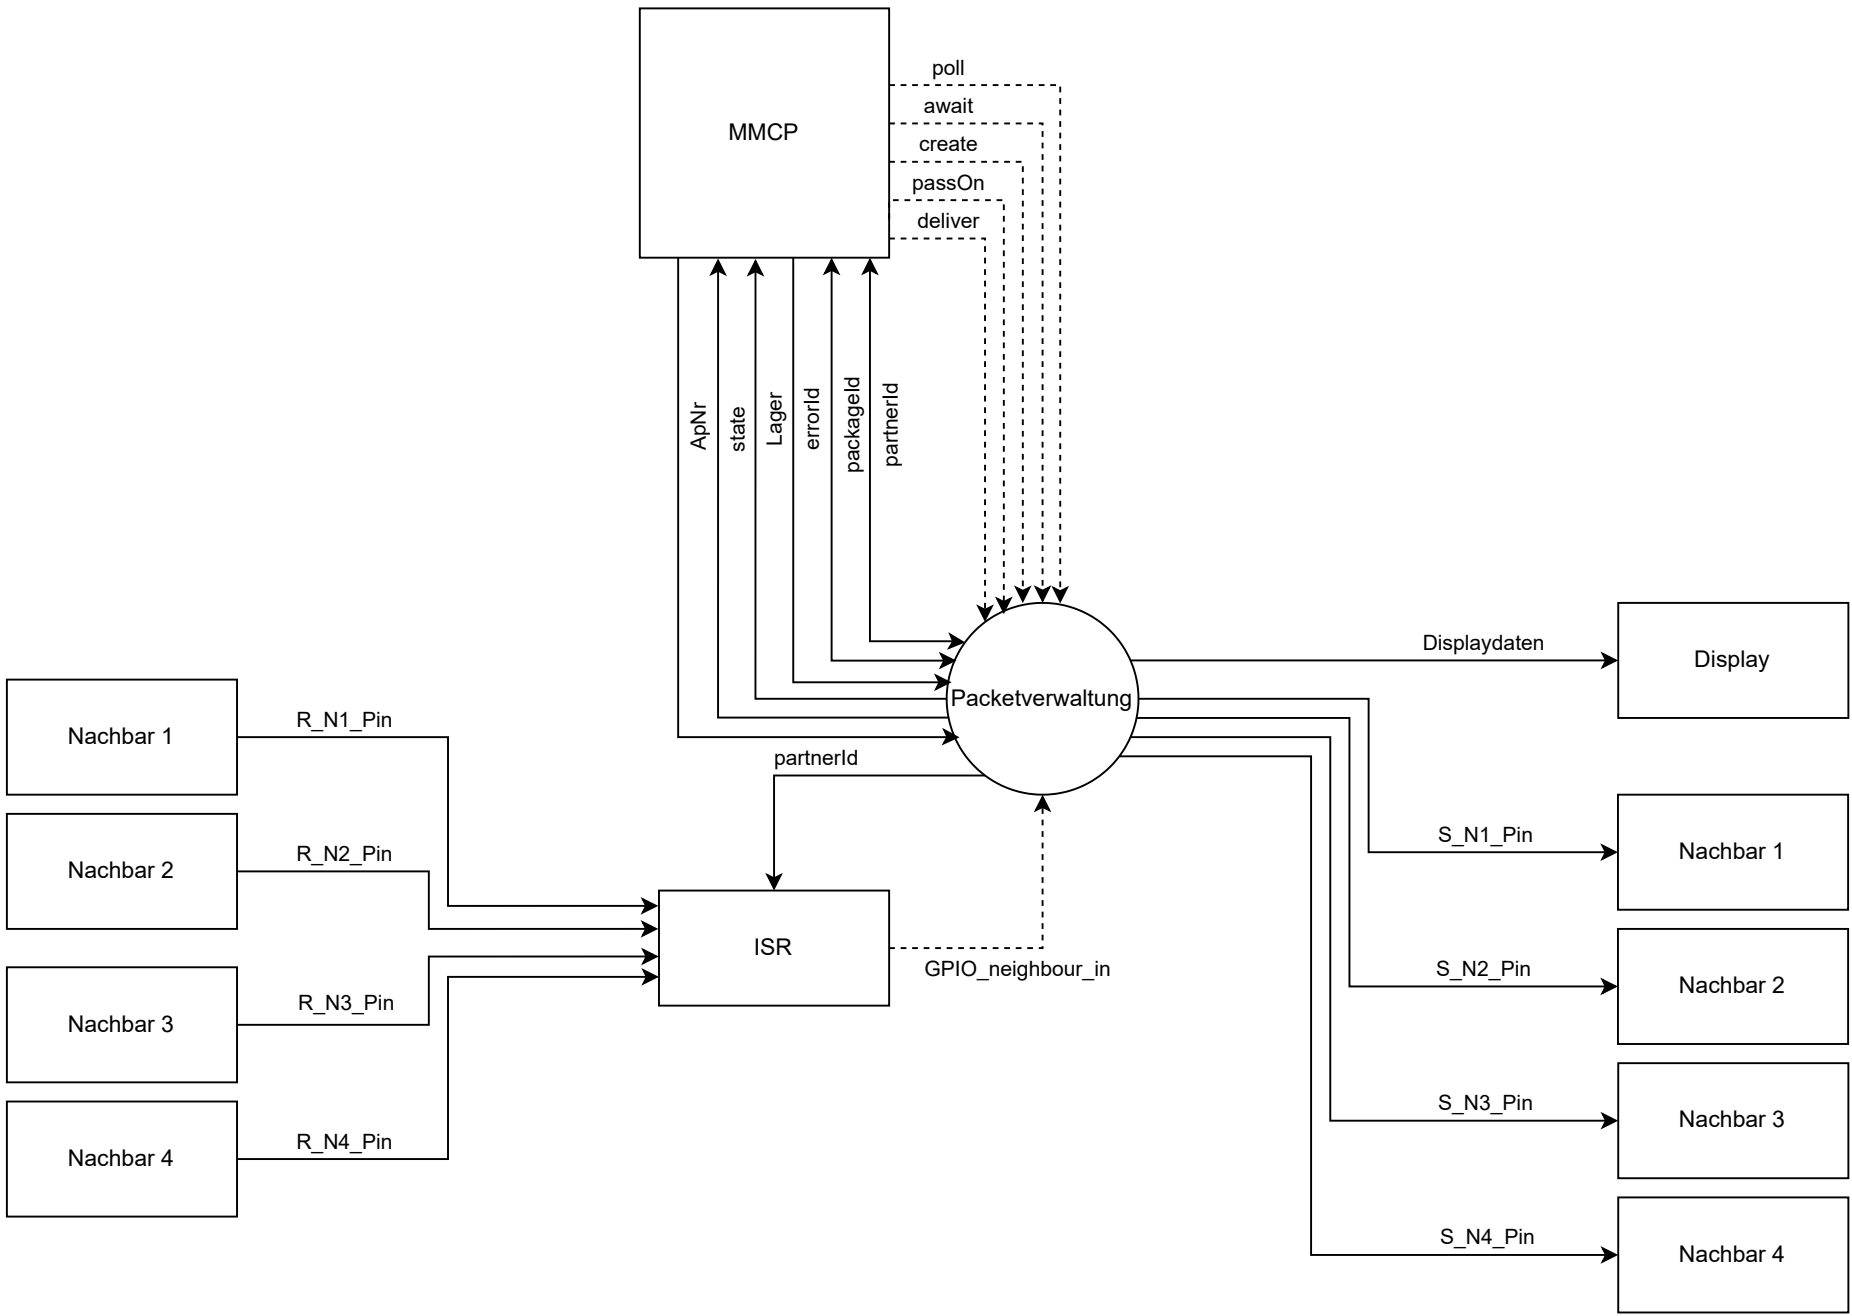 poll
await
MMCP
create
passOn
deliver
ApNr
state
Lager
errorId
packageId
partnerId
Displaydaten
Display
Packetverwaltung
Nachbar 1
R_N1_Pin
partnerId
S_N1_Pin
Nachbar 1
Nachbar 2
R_N2_Pin
ISR
GPIO_neighbour_in
S_N2_Pin
Nachbar 2
Nachbar 3
R_N3_Pin
S_N3_Pin
Nachbar 3
Nachbar 4
R_N4_Pin
S_N4_Pin
Nachbar 4